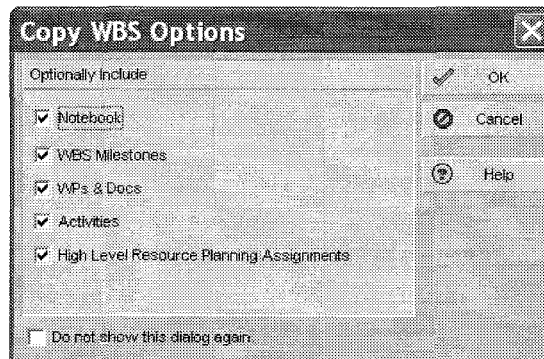 Copy WBS Options
Optionally Include
OK
Notebook
Cancel
WBS Milestones
WPs & Docs
Help
Activities
High Level Resource Planning Assignments
Do not show this dialog again.